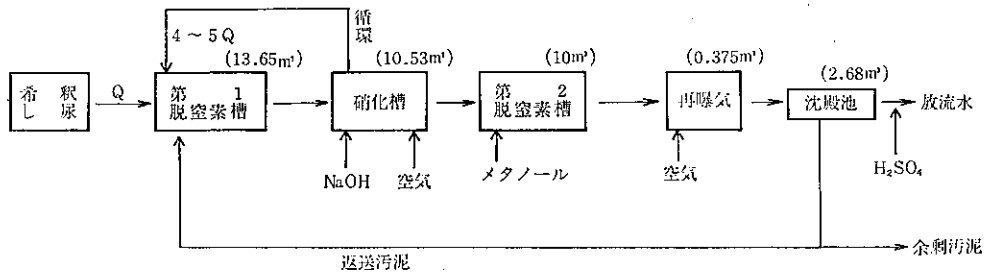 循環
4～5Q
(13.65m³)
(10.53m³)
(10m³)
(0.375m³)
(2.68m³)
希釈
し尿
Q
第1
脱窒素槽
硝化槽
第2
脱窒素槽
再曝気
沈殿池
放流水
NaOH
空気
メタノール
空気
H₂SO₄
返送汚泥
余剰汚泥